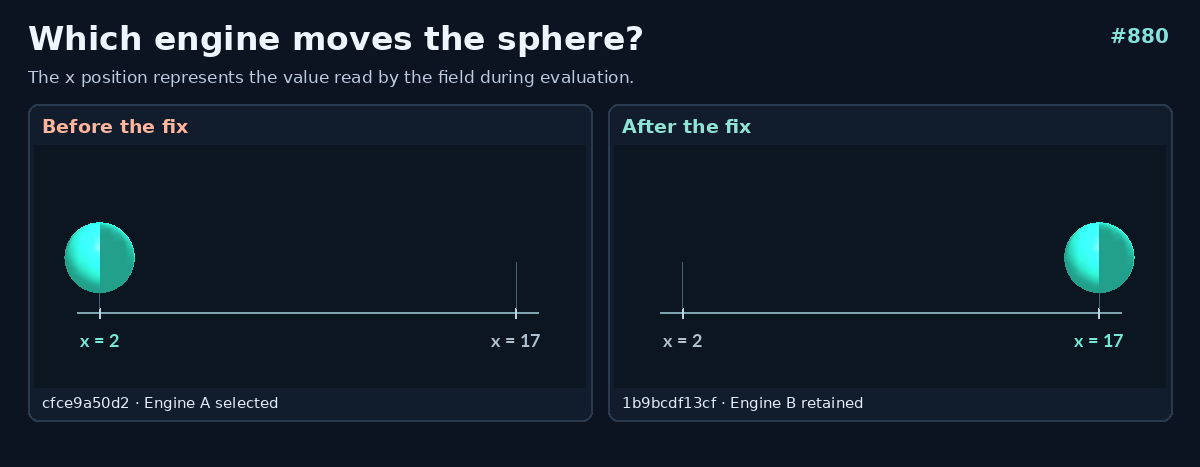 Which engine moves the sphere?
#880
The x position represents the value read by the field during evaluation.
Before the fix
x = 2
x = 17
cfce9a50d2 · Engine A selected
After the fix
x = 2
x = 17
1b9bcdf13cf · Engine B retained